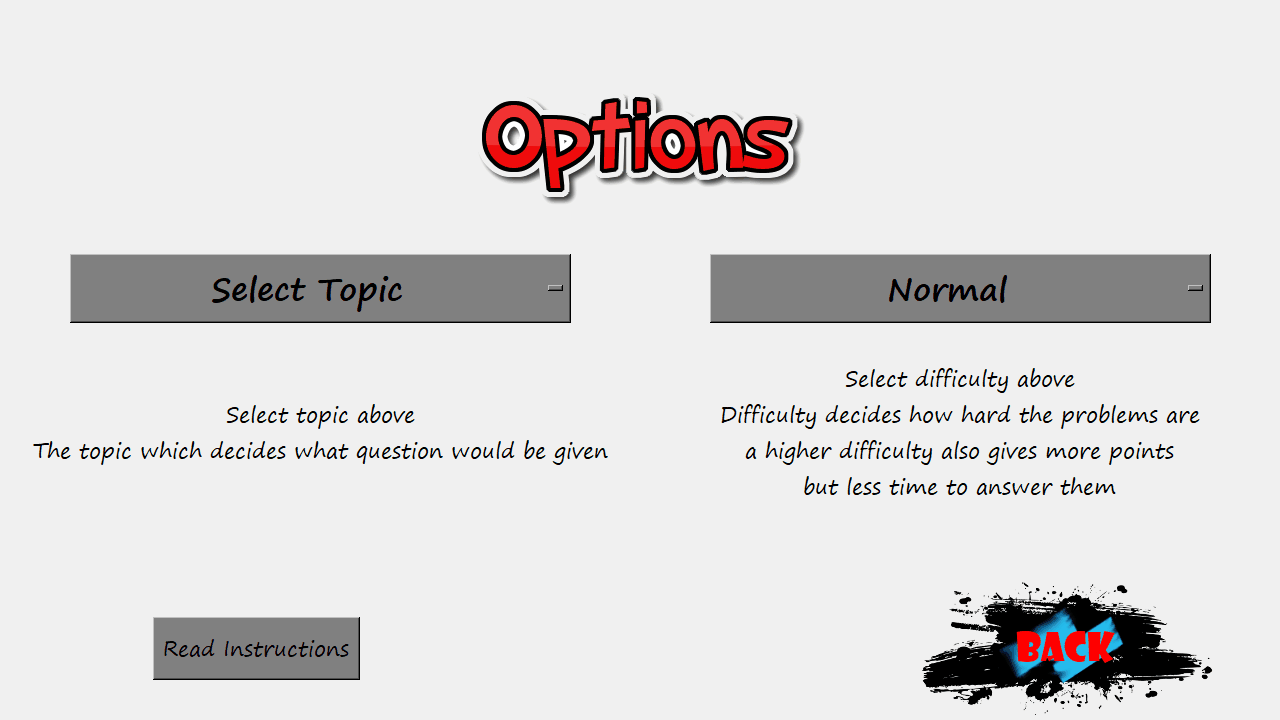 Options
Select Topic
Normal
Select topic above
The topic which decides what question would be given
Select difficulty above
Difficulty decides how hard the problems are
a higher difficulty also gives more points
but less time to answer them
Read Instructions
BACK